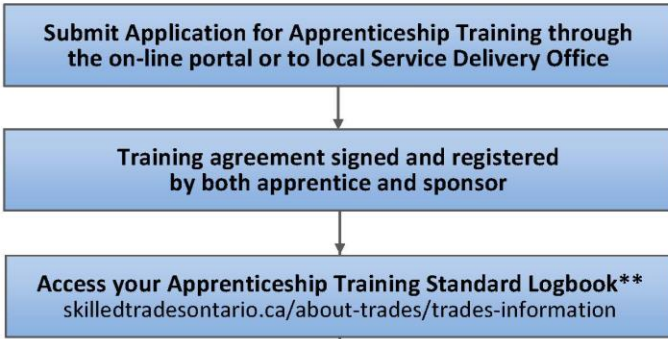 Submit Application for Apprenticeship Training through
the on-line portal or to local Service Delivery Office
Training agreement signed and registered
by both apprentice and sponsor
Access your Apprenticeship Training Standard Logbook**
skilledtradesontario.ca/about-trades/trades-information